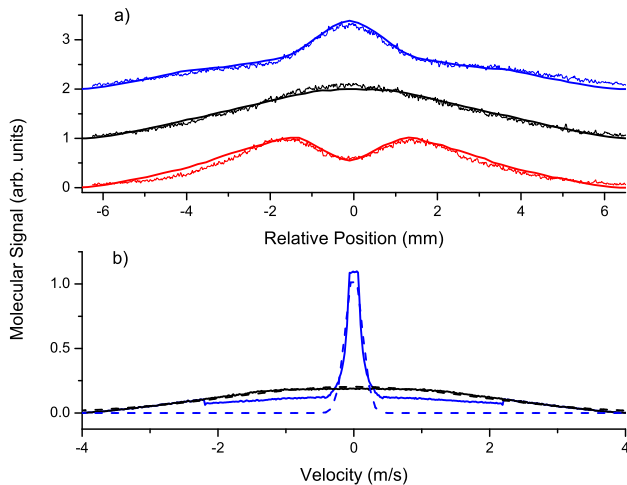 a)
3
2
1
0
-6 -4 -2 0 2 4 6
Relative Position (mm)
Molecular Signal (arb. units)
b)
1.0
0.5
0.0
-4 -2 0 2 4
Velocity (m/s)